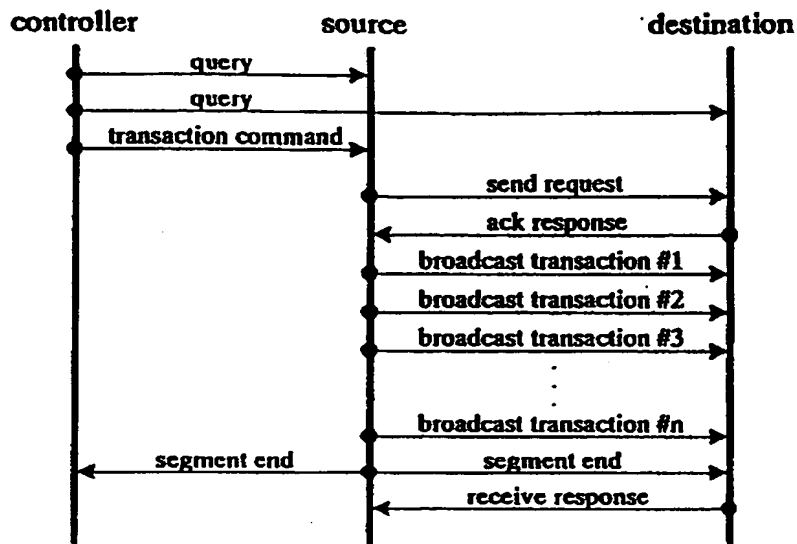 controller source destination
query
query
transaction command
send request
ack response
broadcast transaction #1
broadcast transaction #2
broadcast transaction #3
broadcast transaction #n
segment end segment end
receive response